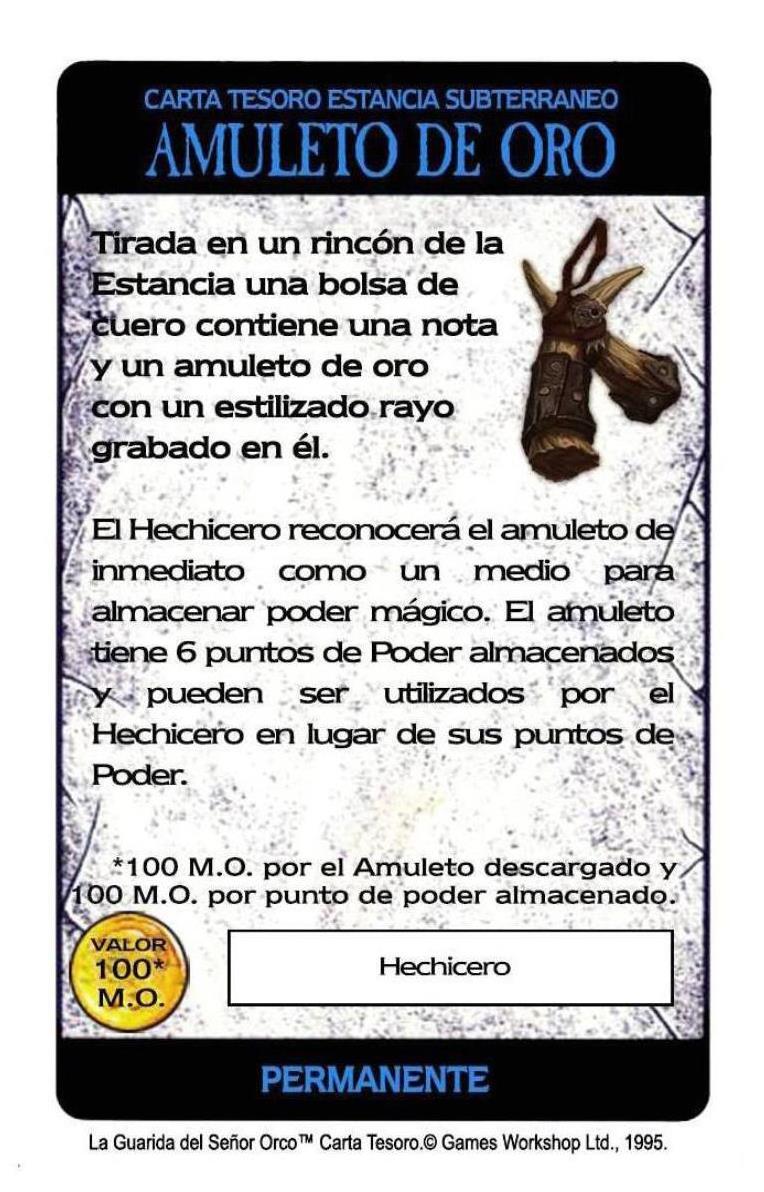 CARTA TESORO ESTANCIA SUBTERRANEO
AMULETO DE ORO
Tirada en un rincón de la
Estancia una bolsa de
cuero contiene una nota
y un amuleto de oro
con un estilizado rayo
grabado en él.
El Hechicero reconocerá el amuleto de
inmediato como un medio para
almacenar poder mágico. El amuleto
tiene 6 puntos de Poder almacenados
y pueden ser utilizados por el
Hechicero en lugar de sus puntos de
Poder.
*100 M.O. por el Amuleto descargado y
100 M.O. por punto de poder almacenado.
VALOR
100*
M.O.
Hechicero
PERMANENTE
La Guarida del Señor Orco™ Carta Tesoro.© Games Workshop Ltd., 1995.